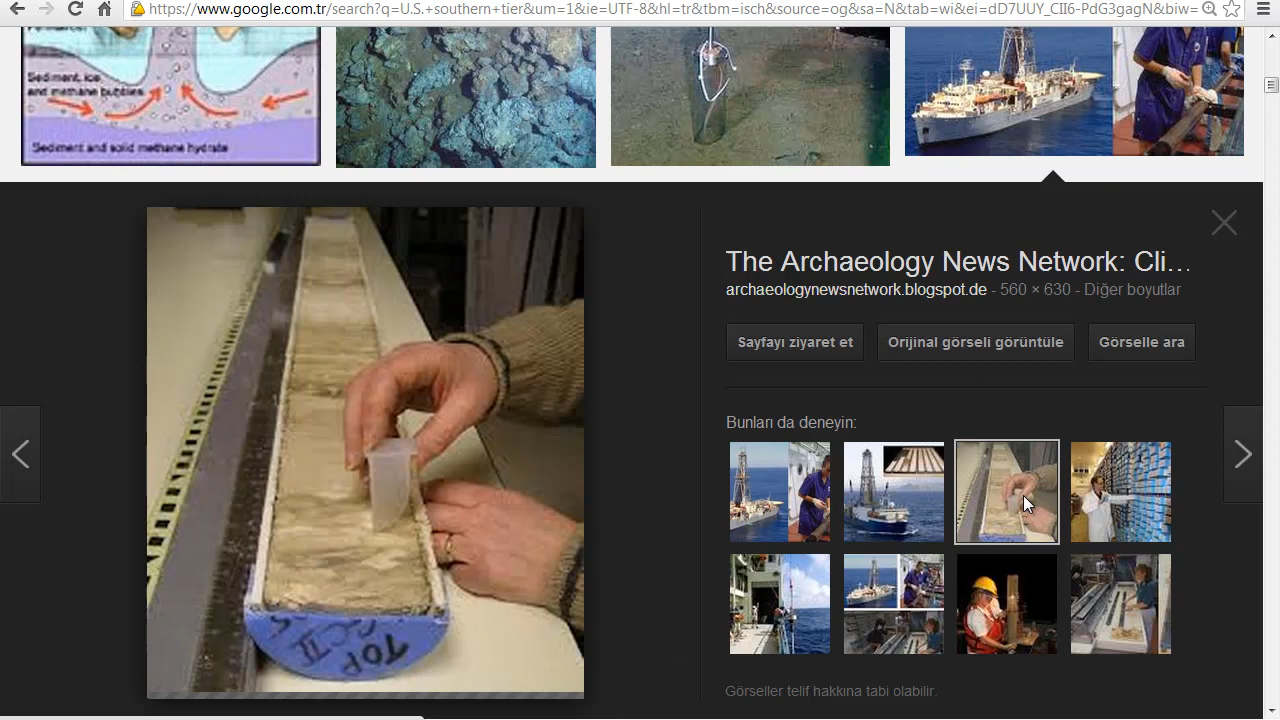 https://www.google.com.tr/search?q=U.S.+southern+tier&um=1&ie=UTF-8&hl=tr&tbm=isch&source=og&sa=N&tab=wi&ei=dD7UUY_CII6-PdG3gagN&biw=
Sediment, ice,
and methane bubbles
Sediment and solid methane hydrate
The Archaeology News Network: Cli...
archaeologynewsnetwork.blogspot.de - 560 × 630 - Diğer boyutlar
Sayfayı ziyaret et
Orijinal görseli görüntüle
Görselle ara
Bunları da deneyin:
TOP
Görseller telif hakkına tabi olabilir.